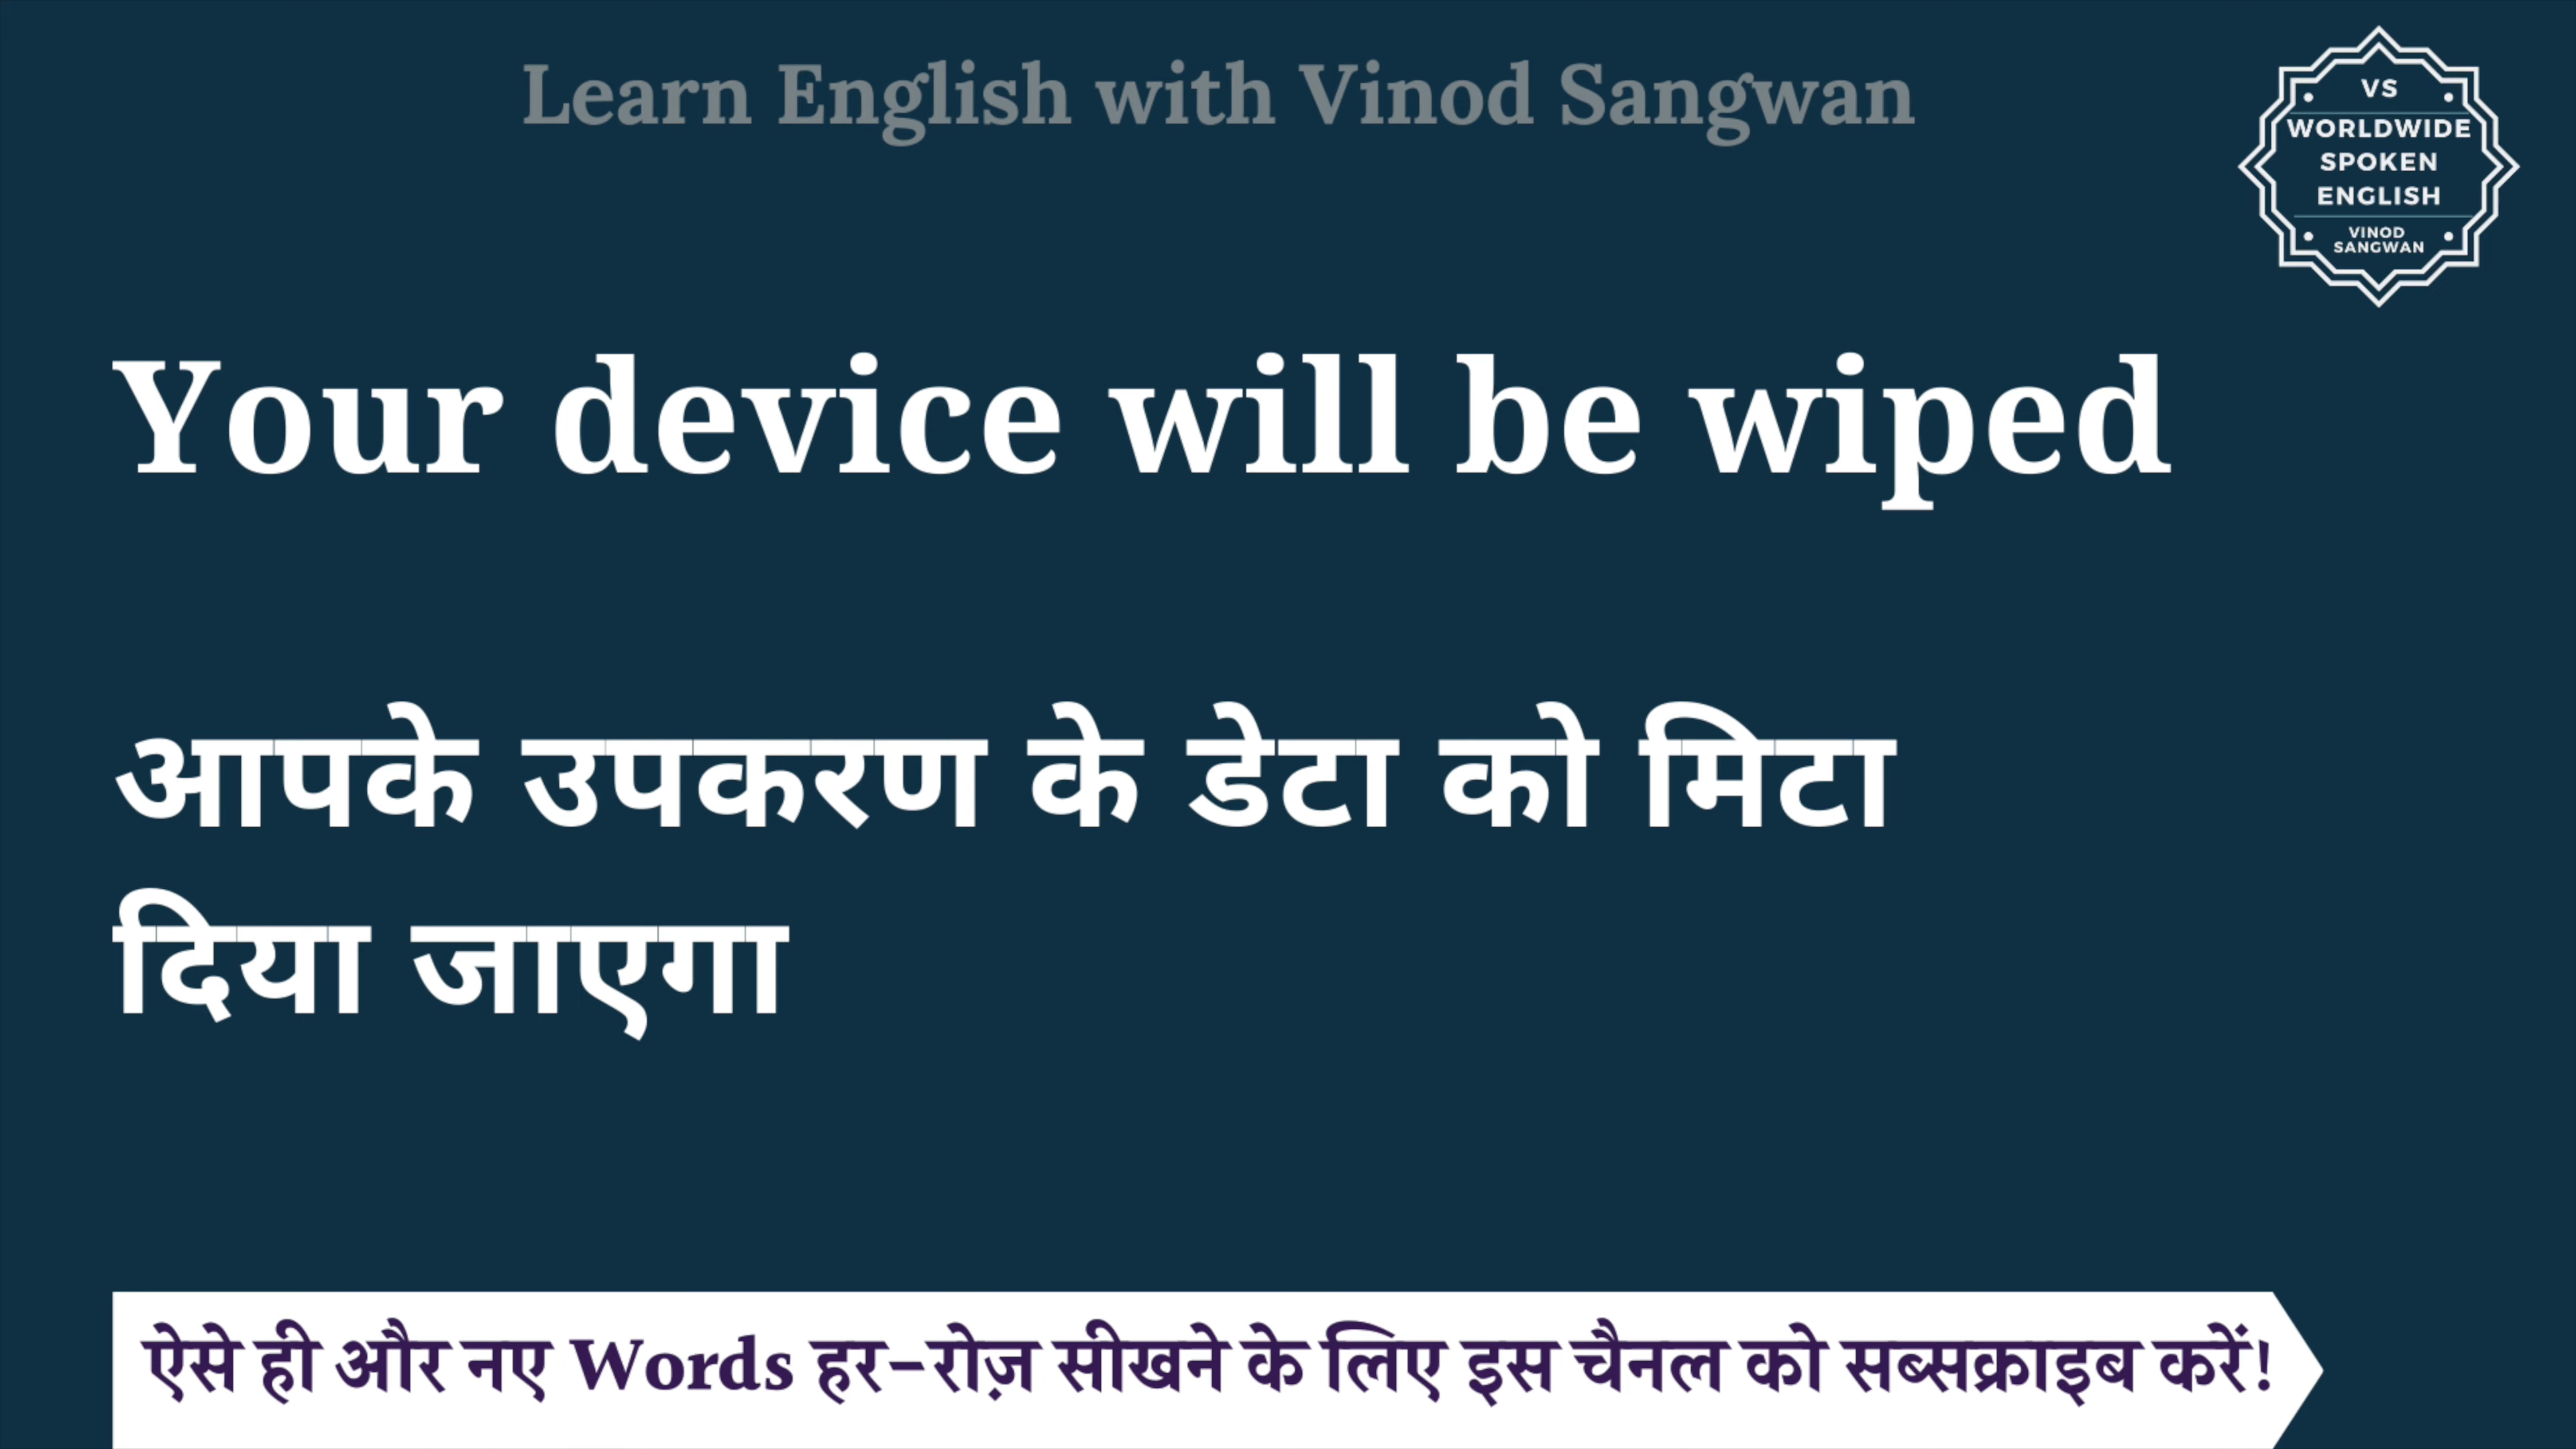 Learn English with Vinod Sangwan
VS
WORLDWIDE
SPOKEN
ENGLISH
VINOD
SANGWAN
Your device will be wiped
आपके उपकरण के डेटा को मिटा
दिया जाएगा
ऐसे ही और नए Words हर-रोज़ सीखने के लिए इस चैनल को सब्सक्राइब करें!